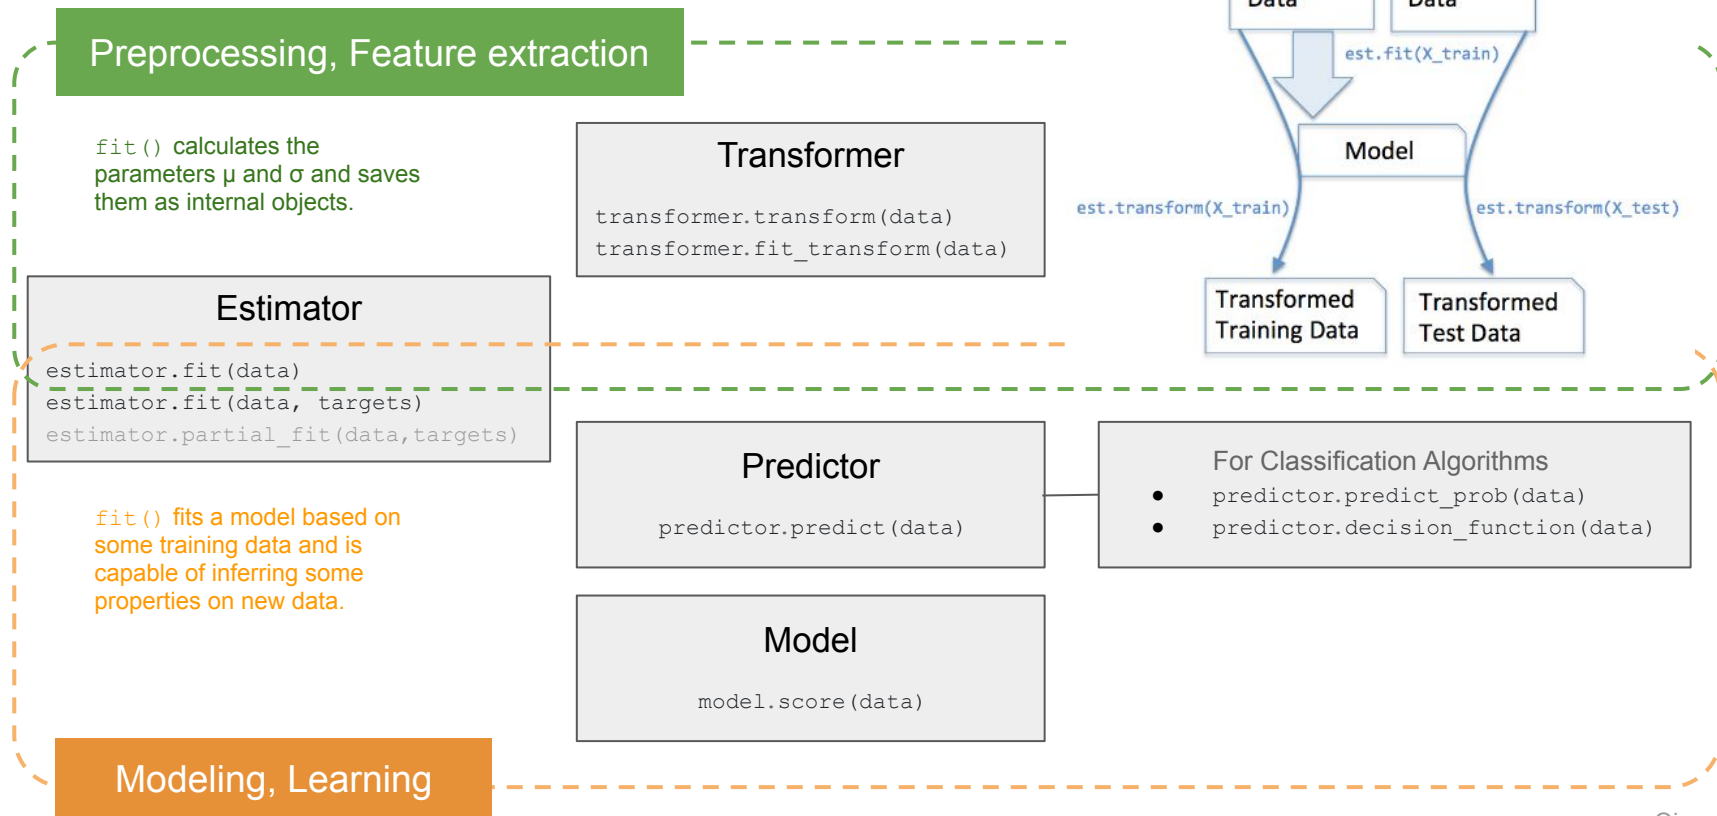 Data
Data
Preprocessing, Feature extraction
est.fit(X_train)
fit() calculates the
parameters μ and σ and saves
them as internal objects.
Transformer
transformer.transform(data)
transformer.fit_transform(data)
Model
est.transform(X_train)
est.transform(X_test)
Transformed
Training Data
Transformed
Test Data
Estimator
estimator.fit(data)
estimator.fit(data, targets)
estimator.partial_fit(data,targets)
Predictor
predictor.predict(data)
For Classification Algorithms
● predictor.predict_prob(data)
● predictor.decision_function(data)
fit() fits a model based on
some training data and is
capable of inferring some
properties on new data.
Model
model.score(data)
Modeling, Learning